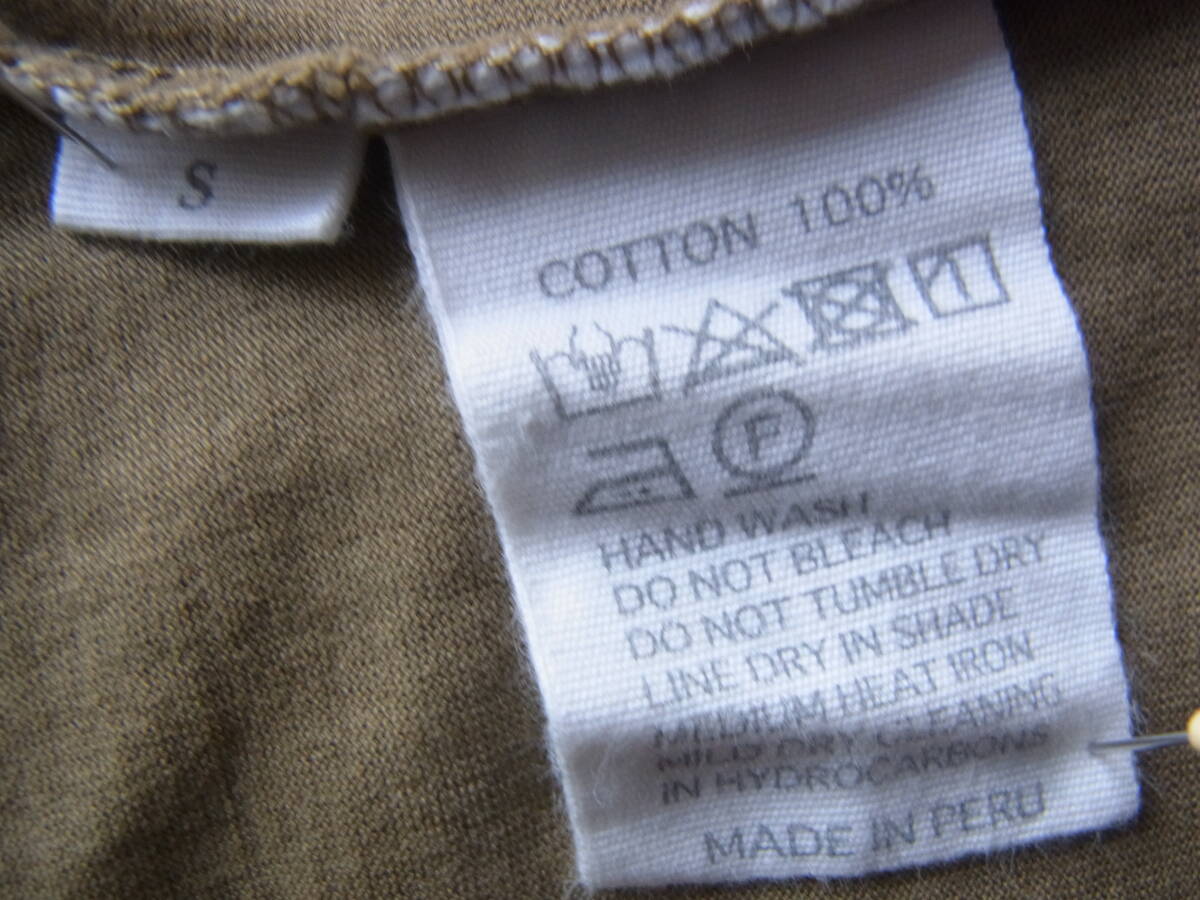 S
COTTON 100%
F
HAND WASH
DO NOT BLEACH
DO NOT TUMBLE DRY
LINE DRY IN SHADE
MEDIUM HEAT IRON
MILD DRY CLEANING
IN HYDROCARBONS
MADE IN PERU